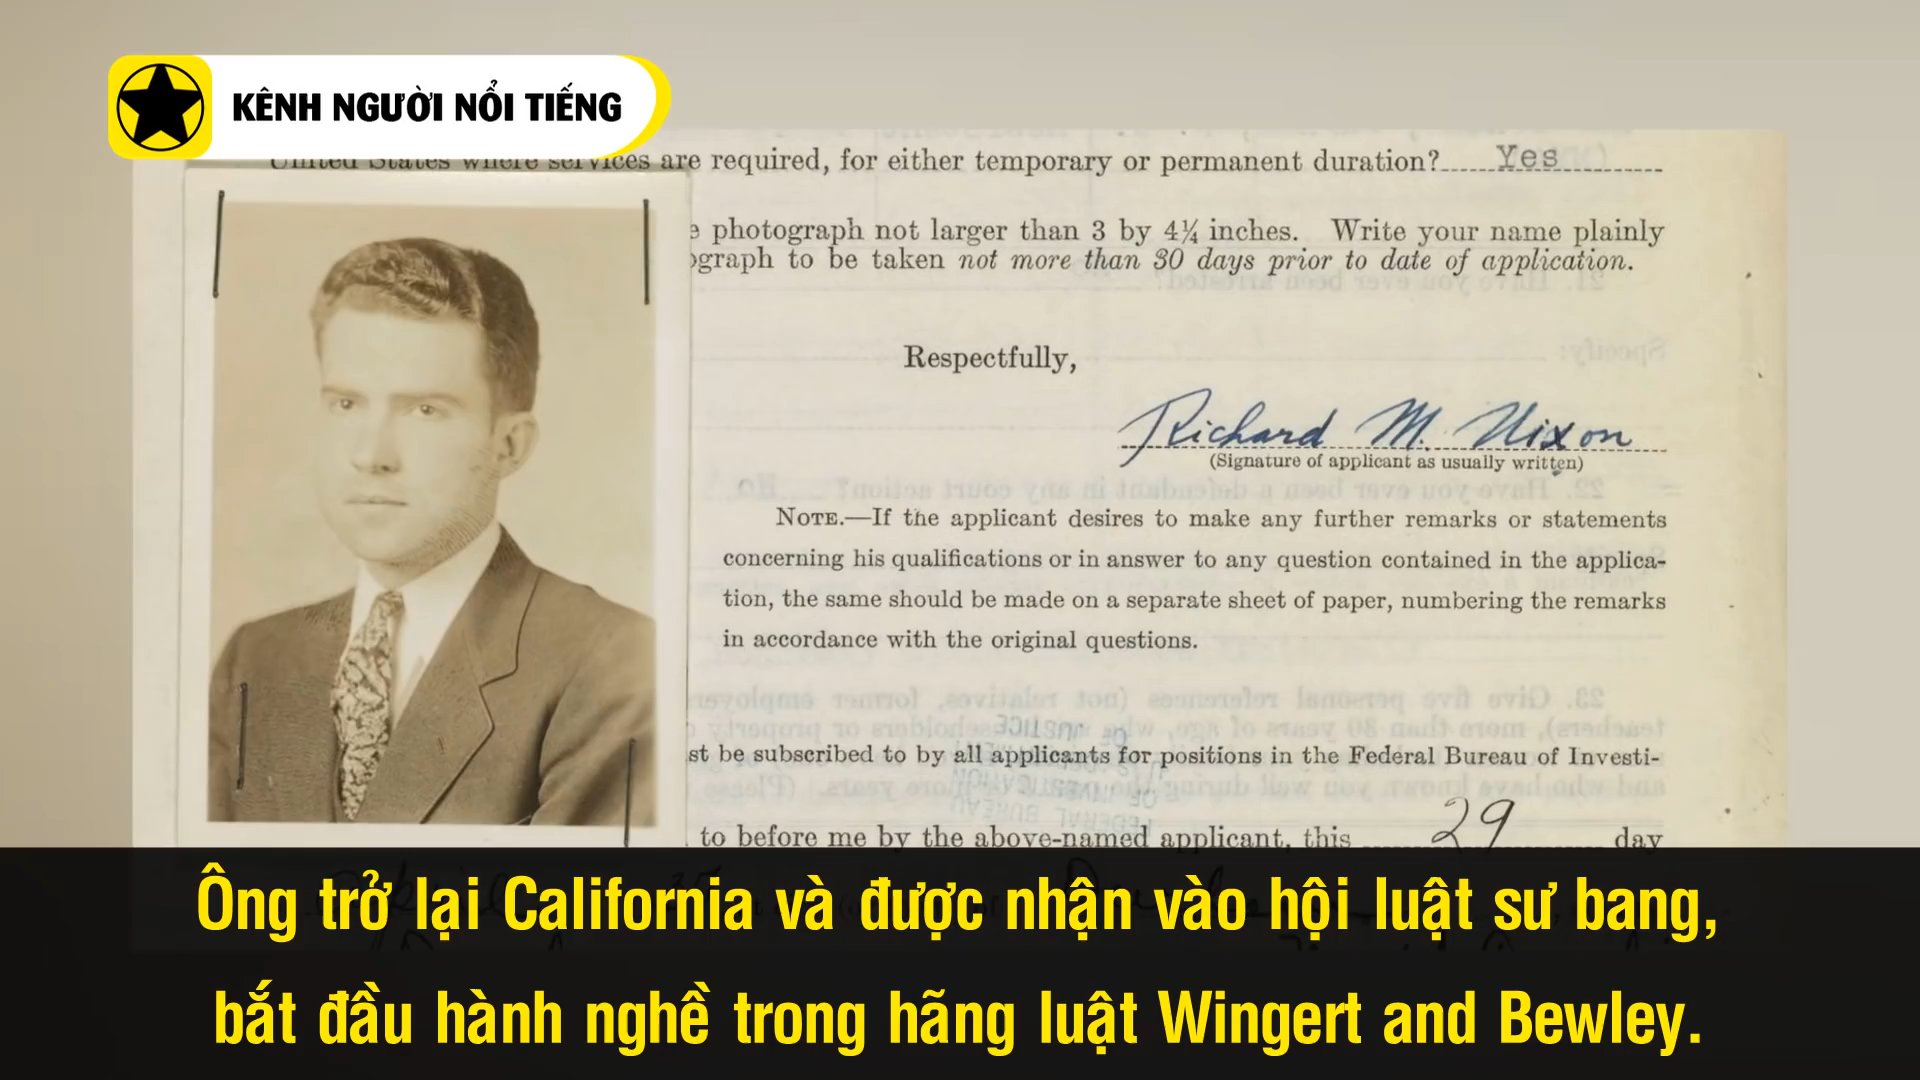 KÊNH NGƯỜI NỔI TIẾNG
United States where services are required, for either temporary or permanent duration? Yes
photograph not larger than 3 by 4¼ inches. Write your name plainly
ograph to be taken not more than 30 days prior to date of application.
Respectfully,
Richard M. Nixon
(Signature of applicant as usually written)
NOTE.—If the applicant desires to make any further remarks or statements
concerning his qualifications or in answer to any question contained in the applica-
tion, the same should be made on a separate sheet of paper, numbering the remarks
in accordance with the original questions.
st be subscribed to by all applicants for positions in the Federal Bureau of Investi-
to before me by the above-named applicant, this 29 day
Ông trở lại California và được nhận vào hội luật sư bang,
bắt đầu hành nghề trong hãng luật Wingert and Bewley.